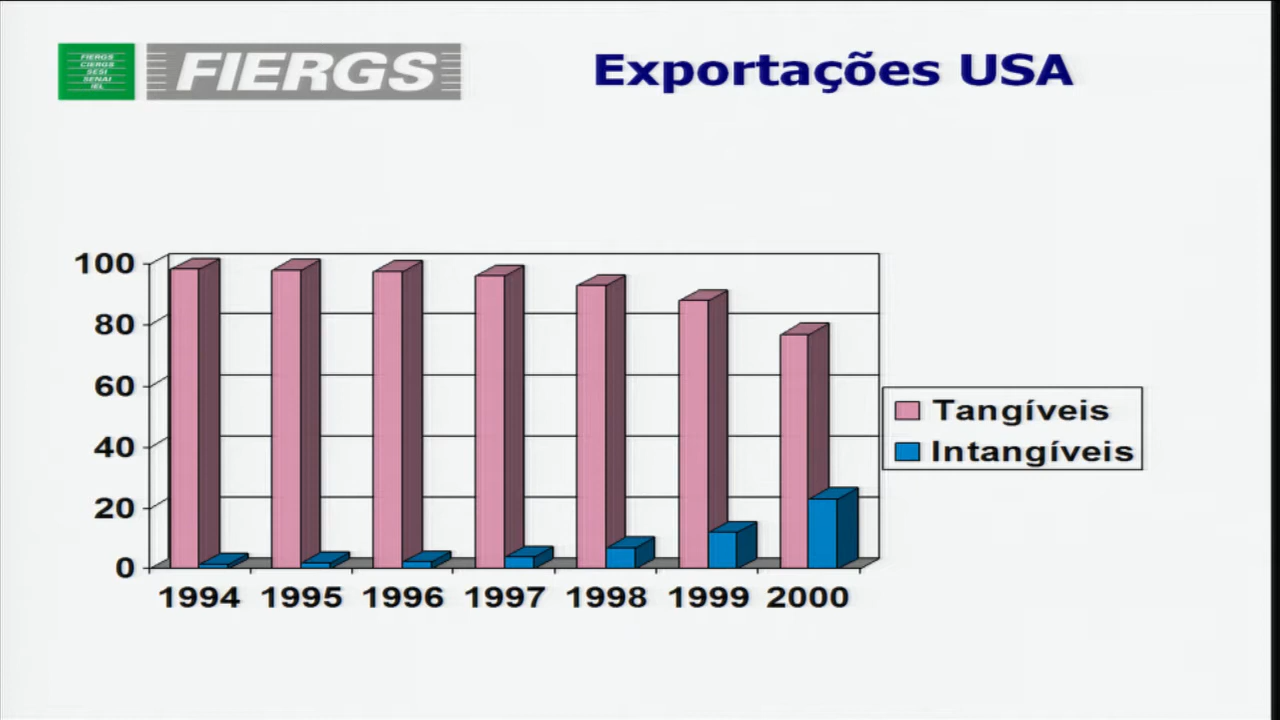 FIERGS
CIERGS
SESI
SENAI
IEL
FIERGS
Exportações USA
100
80
60
40
20
0
1994 1995 1996 1997 1998 1999 2000
Tangíveis
Intangíveis